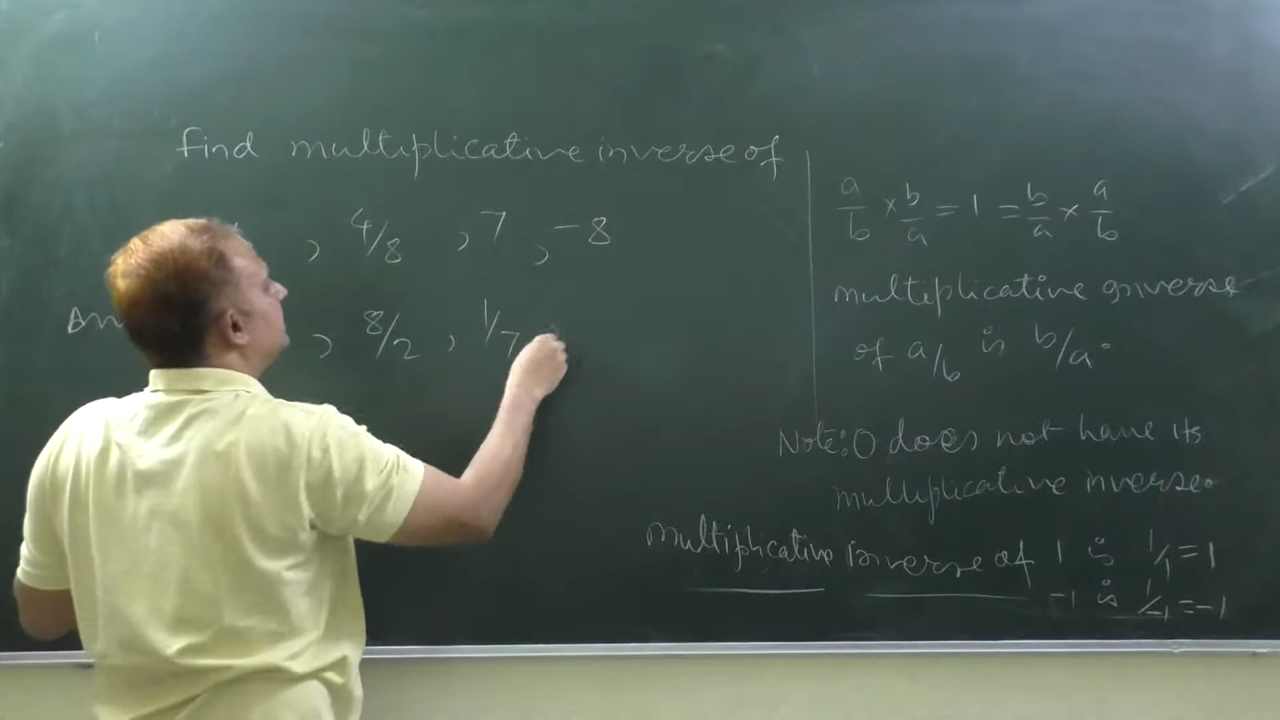 Find multiplicative inverse of
, 4/8 , 7 , -8
An
, 8/2 , 1/7
a/b × b/a = 1 = b/a × a/b
multiplicative inverse
of a/b is b/a.
Note: 0 does not have its
multiplicative inverse.
multiplicative Inverse of 1 is 1/1 = 1
-1 is 1/-1 = -1